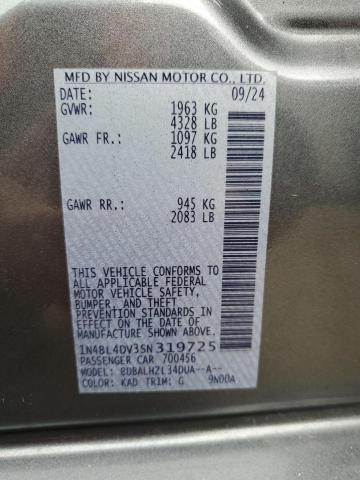 MFD BY NISSAN MOTOR CO., LTD.
DATE: 09/24
GVWR: 1963 KG
4328 LB
GAWR FR.: 1097 KG
2418 LB
GAWR RR.: 945 KG
2083 LB
THIS VEHICLE CONFORMS TO
ALL APPLICABLE FEDERAL
MOTOR VEHICLE SAFETY,
BUMPER, AND THEFT
PREVENTION STANDARDS IN
EFFECT ON THE DATE OF
MANUFACTURE SHOWN ABOVE.
1N4BL4DV3SN319725
PASSENGER CAR 700456
MODEL: BDBALHZL34DUA--A--
COLOR: KAD TRIM: G 9N00A